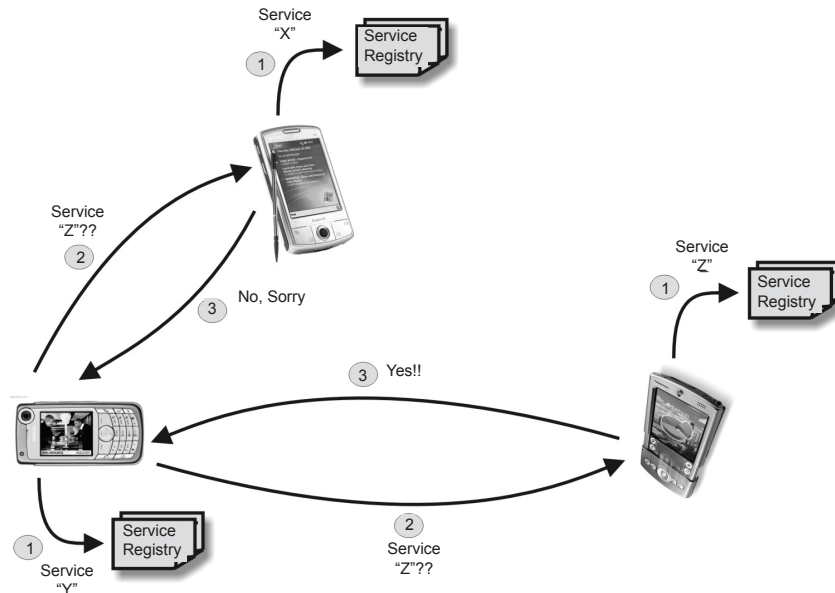 Service
“X”
1
Service
Registry
Service
“Z”??
2
3
No, Sorry
Service
“Z”
1
Service
Registry
3
Yes!!
1
Service
“Y”
Service
Registry
2
Service
“Z”??